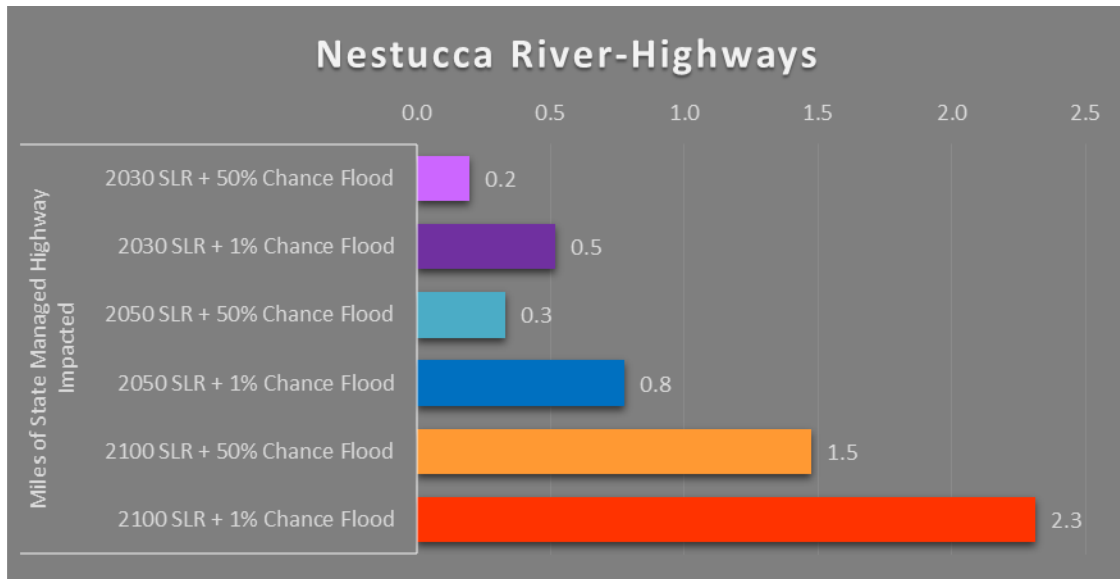 Nestucca River-Highways
0.0 0.5 1.0 1.5 2.0 2.5
Miles of State Managed Highway
Impacted
2030 SLR + 50% Chance Flood 0.2
2030 SLR + 1% Chance Flood 0.5
2050 SLR + 50% Chance Flood 0.3
2050 SLR + 1% Chance Flood 0.8
2100 SLR + 50% Chance Flood 1.5
2100 SLR + 1% Chance Flood 2.3